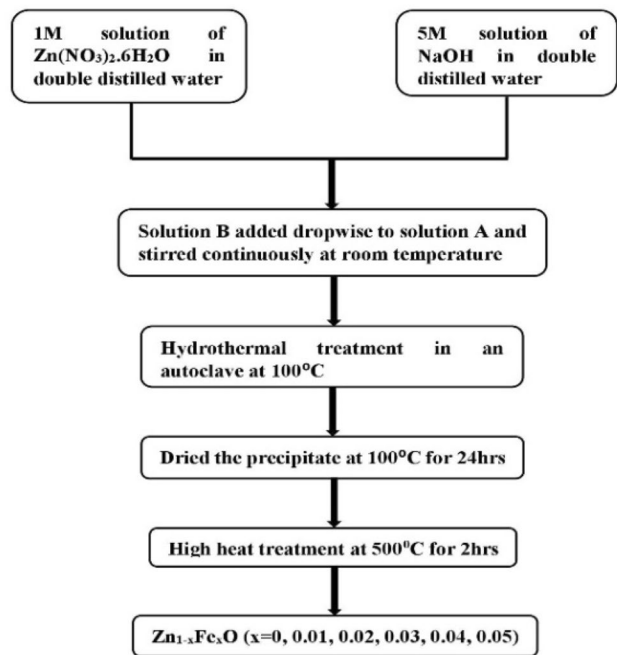 1M solution of
Zn(NO₃)₂.6H₂O in
double distilled water
5M solution of
NaOH in double
distilled water
Solution B added dropwise to solution A and
stirred continuously at room temperature
Hydrothermal treatment in an
autoclave at 100°C
Dried the precipitate at 100°C for 24hrs
High heat treatment at 500⁰C for 2hrs
Zn₁₋ₓFeₓO (x=0, 0.01, 0.02, 0.03, 0.04, 0.05)